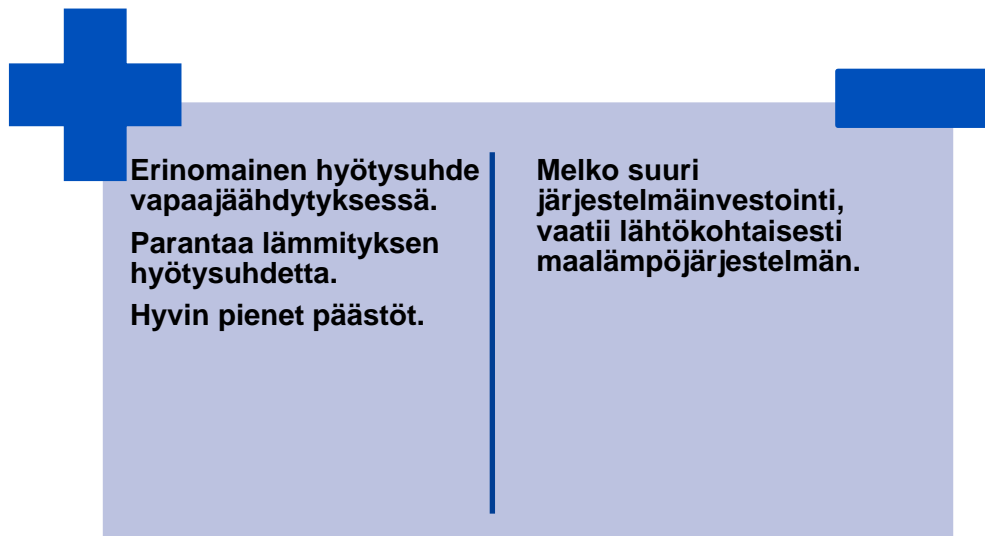 Erinomainen hyötysuhde
vapaajäähdytyksessä.
Parantaa lämmityksen
hyötysuhdetta.
Hyvin pienet päästöt.
Melko suuri
järjestelmäinvestointi,
vaatii lähtökohtaisesti
maalämpöjärjestelmän.